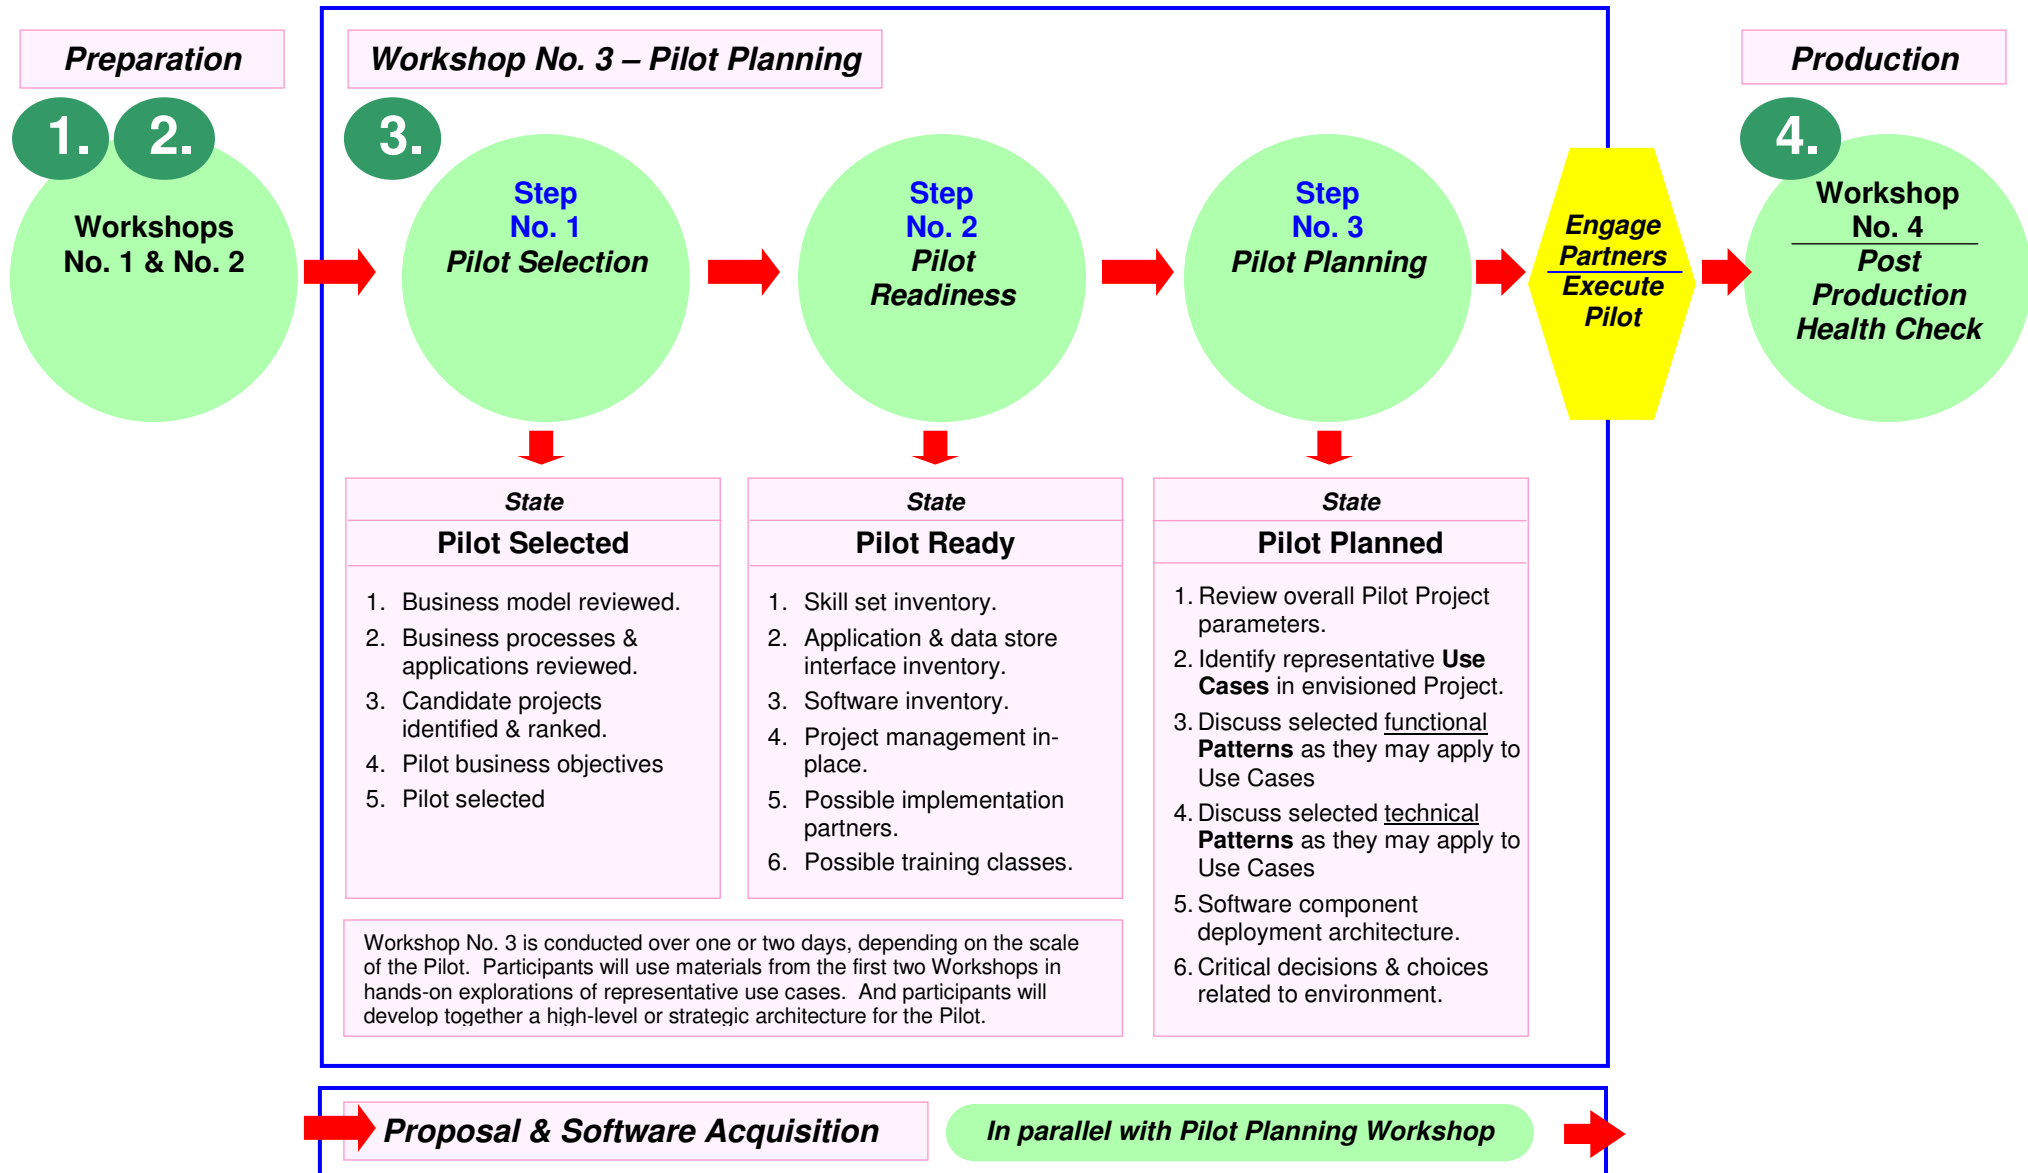 Preparation
1. 2.
Workshops
No. 1 & No. 2
Workshop No. 3 – Pilot Planning
3.
Step
No. 1
Pilot Selection
Step
No. 2
Pilot
Readiness
Step
No. 3
Pilot Planning
Engage
Partners
Execute
Pilot
Production
4.
Workshop
No. 4
Post
Production
Health Check
State
Pilot Selected
1. Business model reviewed.
2. Business processes &
applications reviewed.
3. Candidate projects
identified & ranked.
4. Pilot business objectives
5. Pilot selected
State
Pilot Ready
1. Skill set inventory.
2. Application & data store
interface inventory.
3. Software inventory.
4. Project management in-
place.
5. Possible implementation
partners.
6. Possible training classes.
State
Pilot Planned
1. Review overall Pilot Project
parameters.
2. Identify representative Use
Cases in envisioned Project.
3. Discuss selected functional
Patterns as they may apply to
Use Cases
4. Discuss selected technical
Patterns as they may apply to
Use Cases
5. Software component
deployment architecture.
6. Critical decisions & choices
related to environment.
Workshop No. 3 is conducted over one or two days, depending on the scale
of the Pilot. Participants will use materials from the first two Workshops in
hands-on explorations of representative use cases. And participants will
develop together a high-level or strategic architecture for the Pilot.
Proposal & Software Acquisition
In parallel with Pilot Planning Workshop